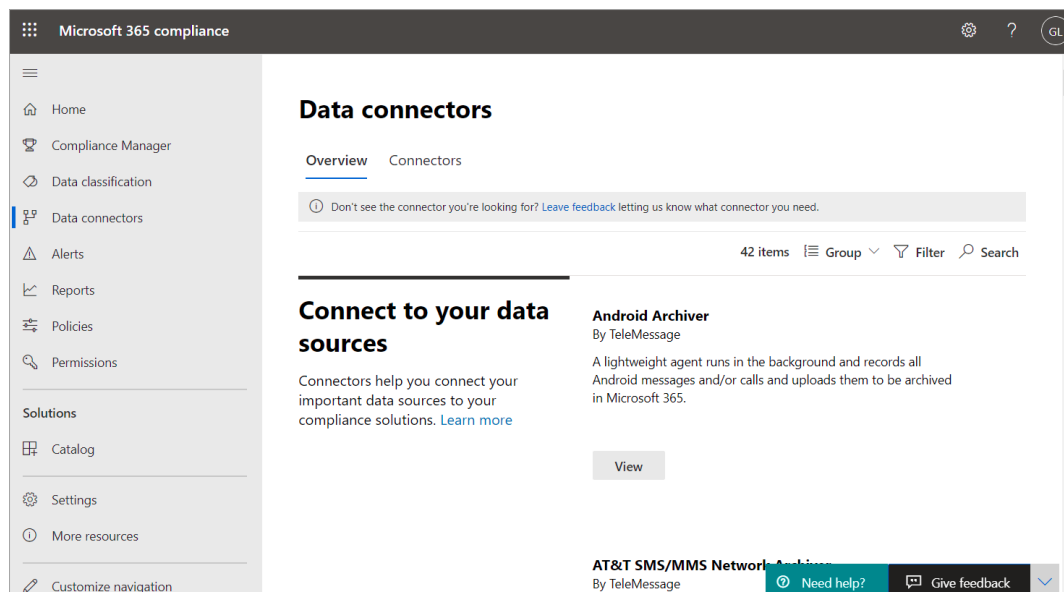 Microsoft 365 compliance
?
GL
Home
Compliance Manager
Data classification
Data connectors
Alerts
Reports
Policies
Permissions
Solutions
Catalog
Settings
More resources
Customize navigation
Data connectors
Overview Connectors
Don't see the connector you're looking for? Leave feedback letting us know what connector you need.
42 items Group Filter Search
Connect to your data
sources
Connectors help you connect your
important data sources to your
compliance solutions. Learn more
Android Archiver
By TeleMessage
A lightweight agent runs in the background and records all
Android messages and/or calls and uploads them to be archived
in Microsoft 365.
View
AT&T SMS/MMS Network Archiver
By TeleMessage
Need help?
Give feedback